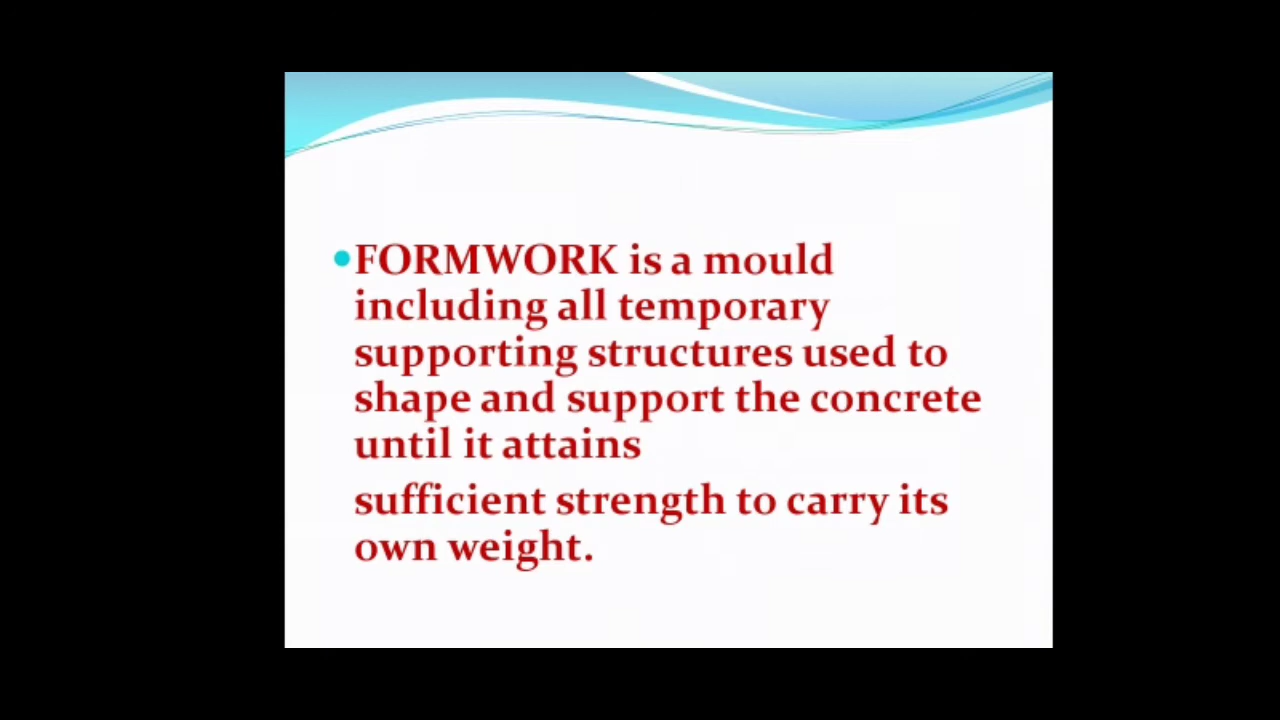 •FORMWORK is a mould
including all temporary
supporting structures used to
shape and support the concrete
until it attains
sufficient strength to carry its
own weight.